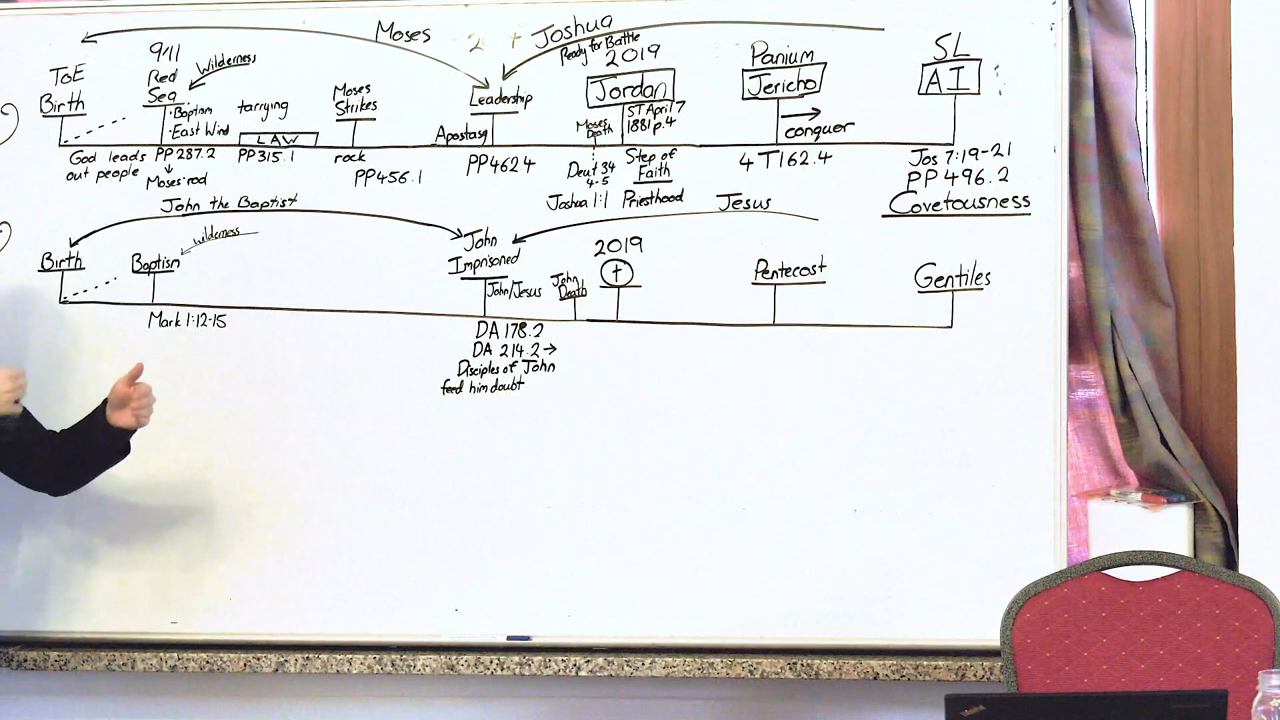 Moses
Joshua
Ready for Battle
2019
ToE
Birth
9/11
Red
Sea
Wilderness
• Baptism
• East Wind
tarrying
LAW
Moses
Strikes
Leadership
Apostasy
Jordan
Moses
Death
ST April 7
1881 p.4
Panium
Jericho
conquer
SL
AI
God leads
out people
PP 287.2
Moses' rod
PP 315.1
rock
PP 456.1
PP 462.4
Deut 34
4-5
Joshua 1:1
Step of
Faith
Priesthood
4T162.4
Jos 7:19-21
PP 496.2
Covetousness
John the Baptist
Jesus
Birth
Baptism
wilderness
John
Imprisoned
John/Jesus
John
Death
2019
Pentecost
Gentiles
Mark 1:12-15
DA 178.2
DA 214.2 →
Disciples of John
feed him doubt